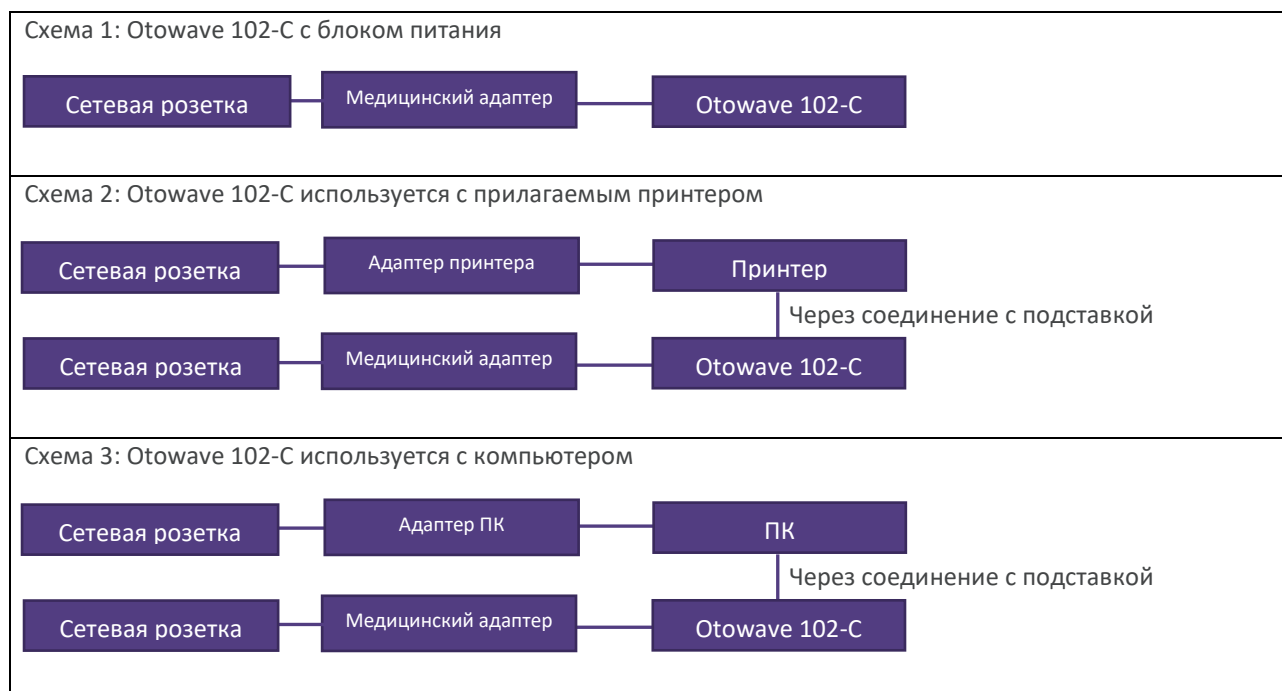 Схема 1: Otowave 102-C с блоком питания
Сетевая розетка
Медицинский адаптер
Otowave 102-C
Схема 2: Otowave 102-C используется с прилагаемым принтером
Сетевая розетка
Адаптер принтера
Принтер
Через соединение с подставкой
Сетевая розетка
Медицинский адаптер
Otowave 102-C
Схема 3: Otowave 102-C используется с компьютером
Сетевая розетка
Адаптер ПК
ПК
Через соединение с подставкой
Сетевая розетка
Медицинский адаптер
Otowave 102-C